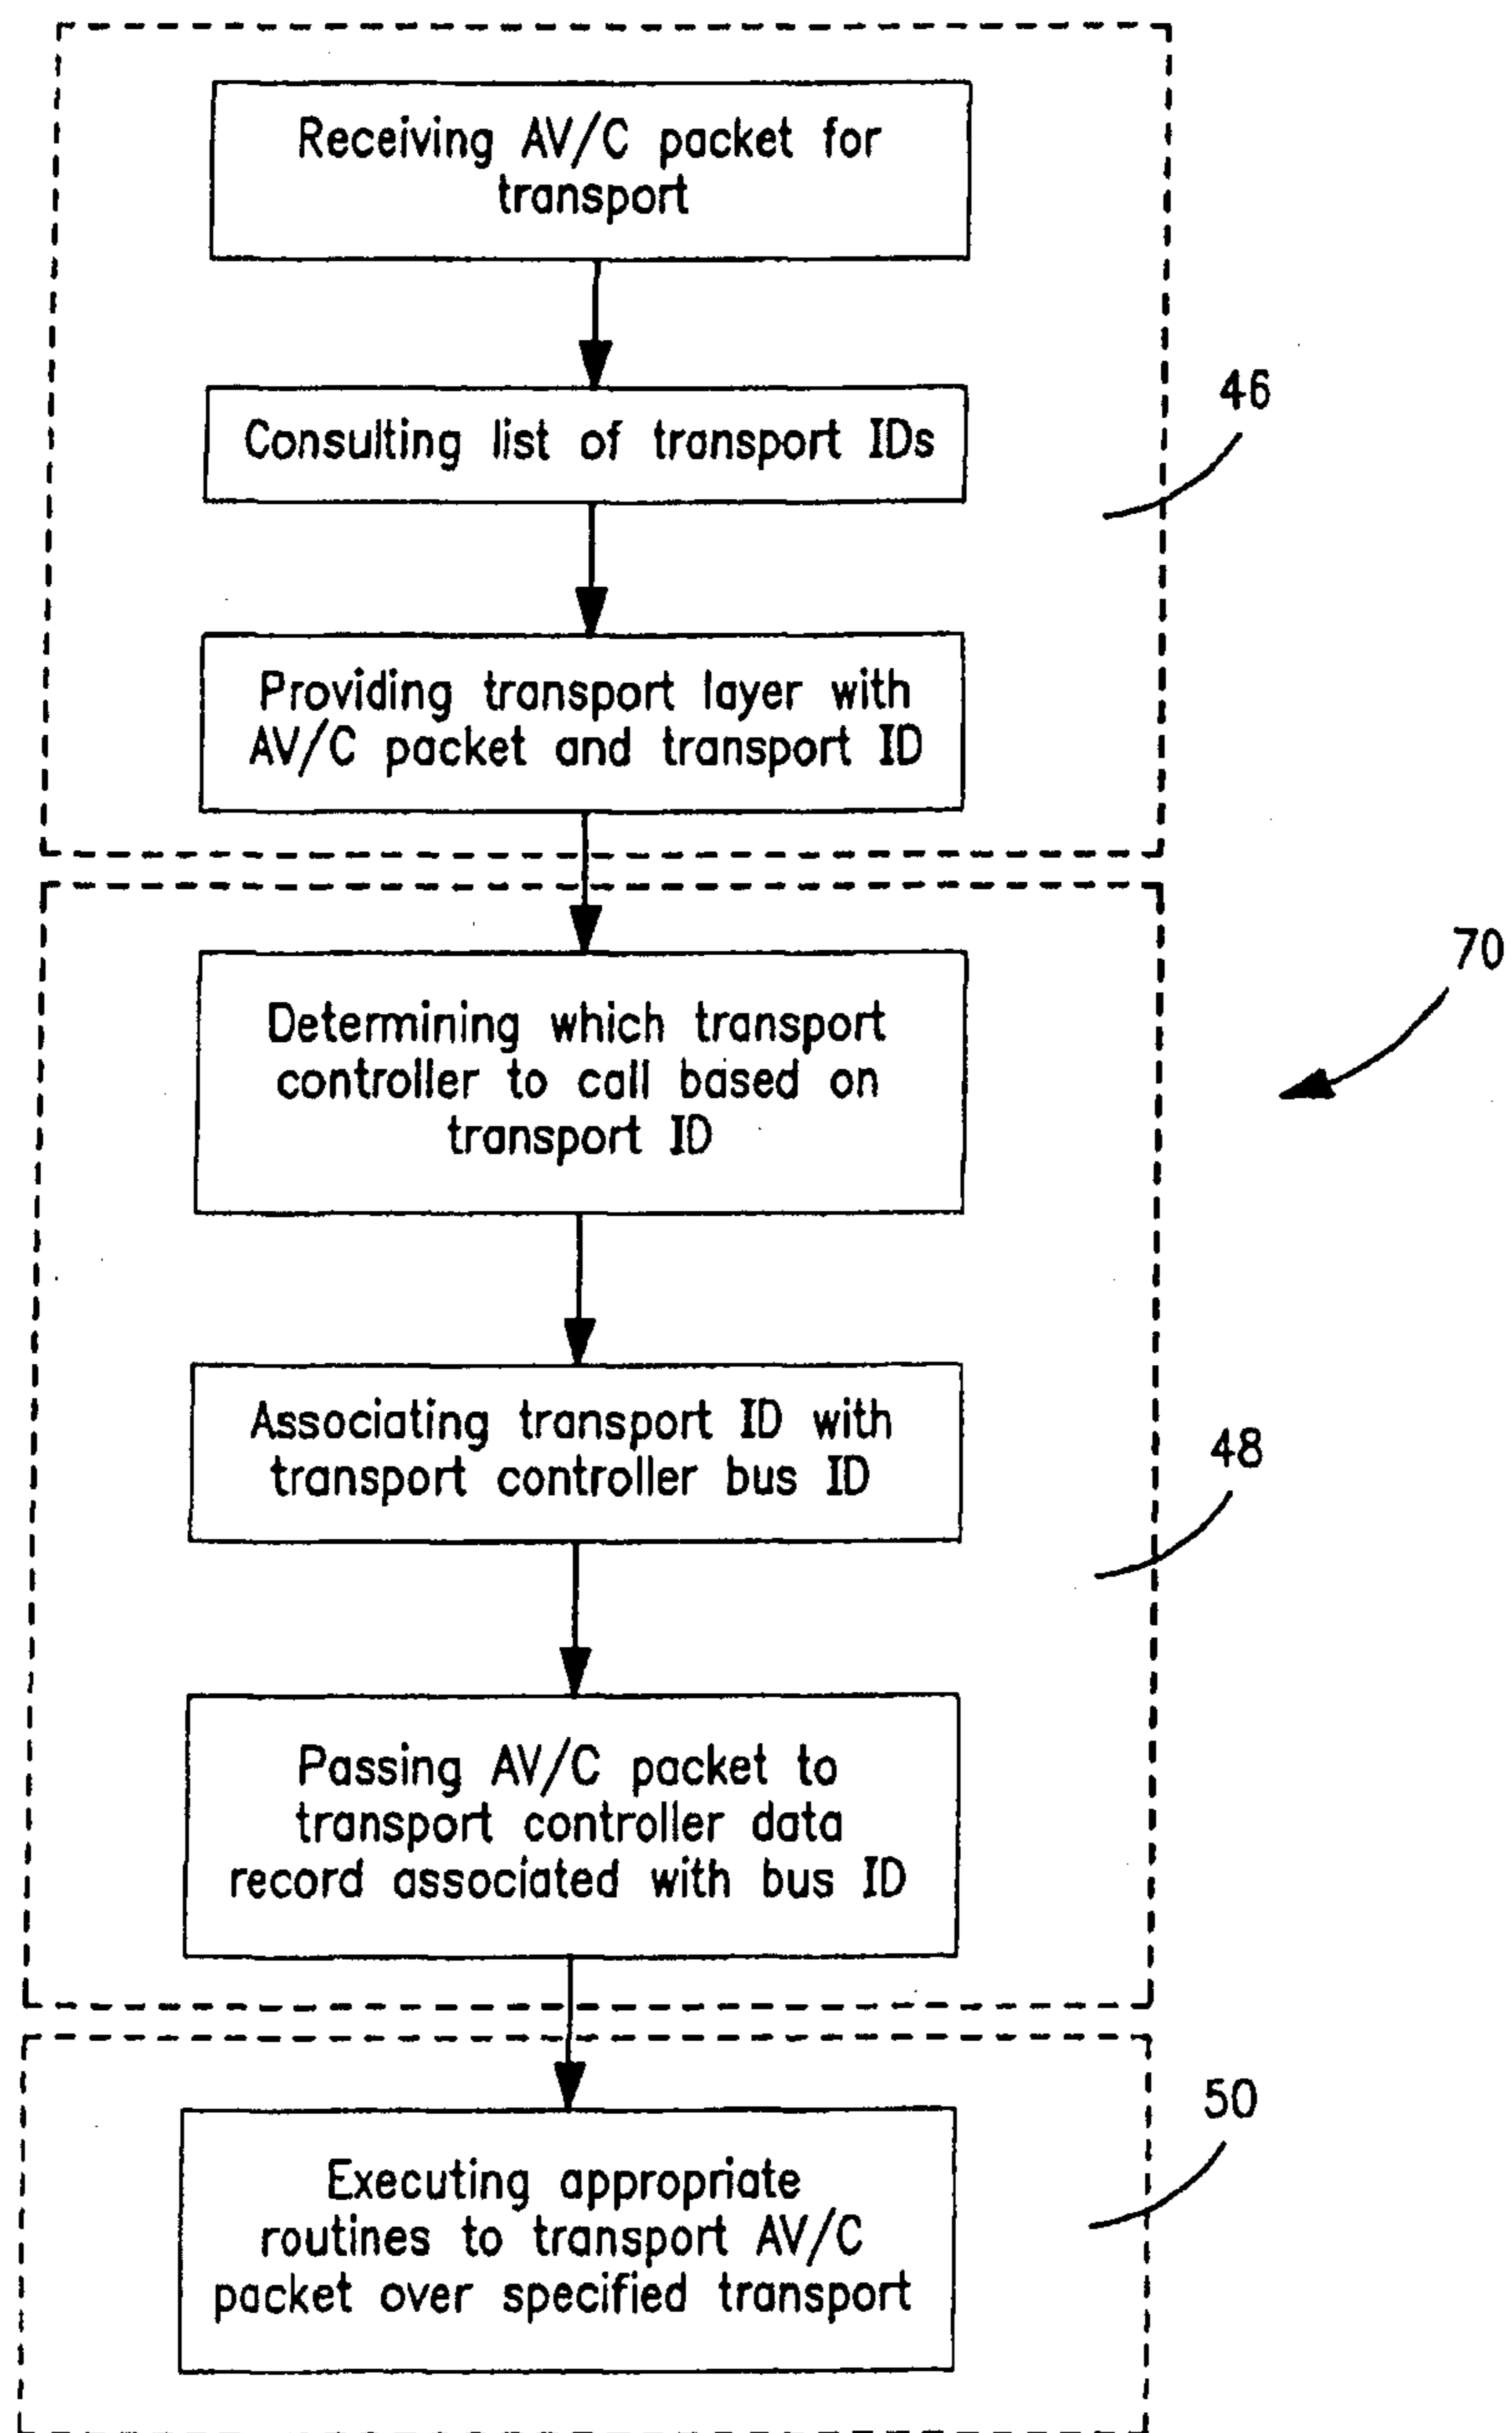 Receiving AV/C packet for
transport
Consulting list of transport IDs
46
Providing transport layer with
AV/C packet and transport ID
70
Determining which transport
controller to call based on
transport ID
Associating transport ID with
transport controller bus ID
48
Passing AV/C packet to
transport controller data
record associated with bus ID
50
Executing appropriate
routines to transport AV/C
packet over specified transport